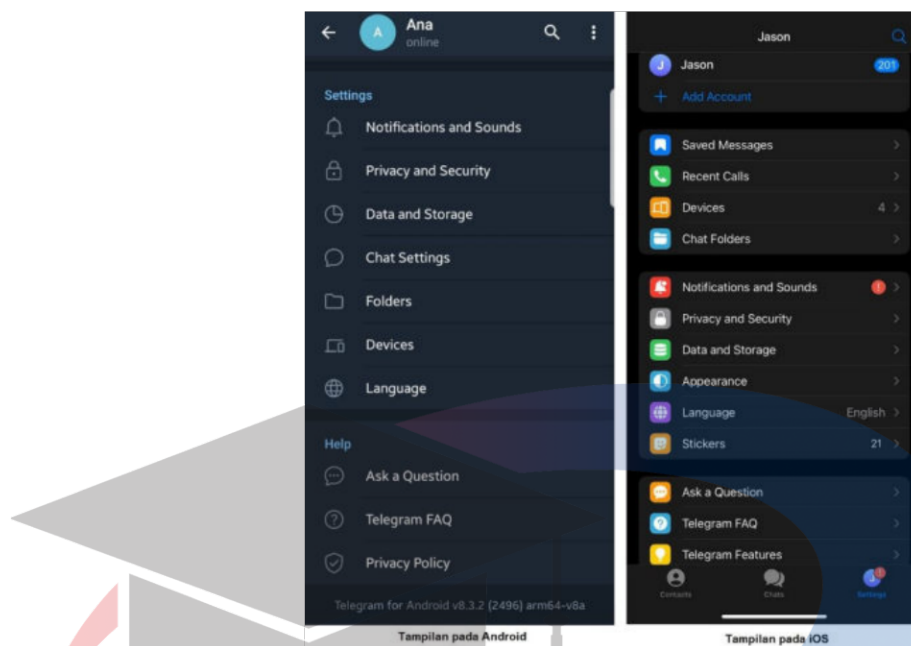 Ana
A
online
Settings
Notifications and Sounds
Privacy and Security
Data and Storage
Chat Settings
Folders
Devices
Language
Help
Ask a Question
Telegram FAQ
Privacy Policy
Telegram for Android v8.3.2 (2496) arm64-v8a
Tampilan pada Android
Jason
J Jason 201
Add Account
Saved Messages
Recent Calls
Devices 4
Chat Folders
Notifications and Sounds !
Privacy and Security
Data and Storage
Appearance
Language English
Stickers 21
Ask a Question
Telegram FAQ
Telegram Features
Contacts Chats Settings
Tampilan pada iOS